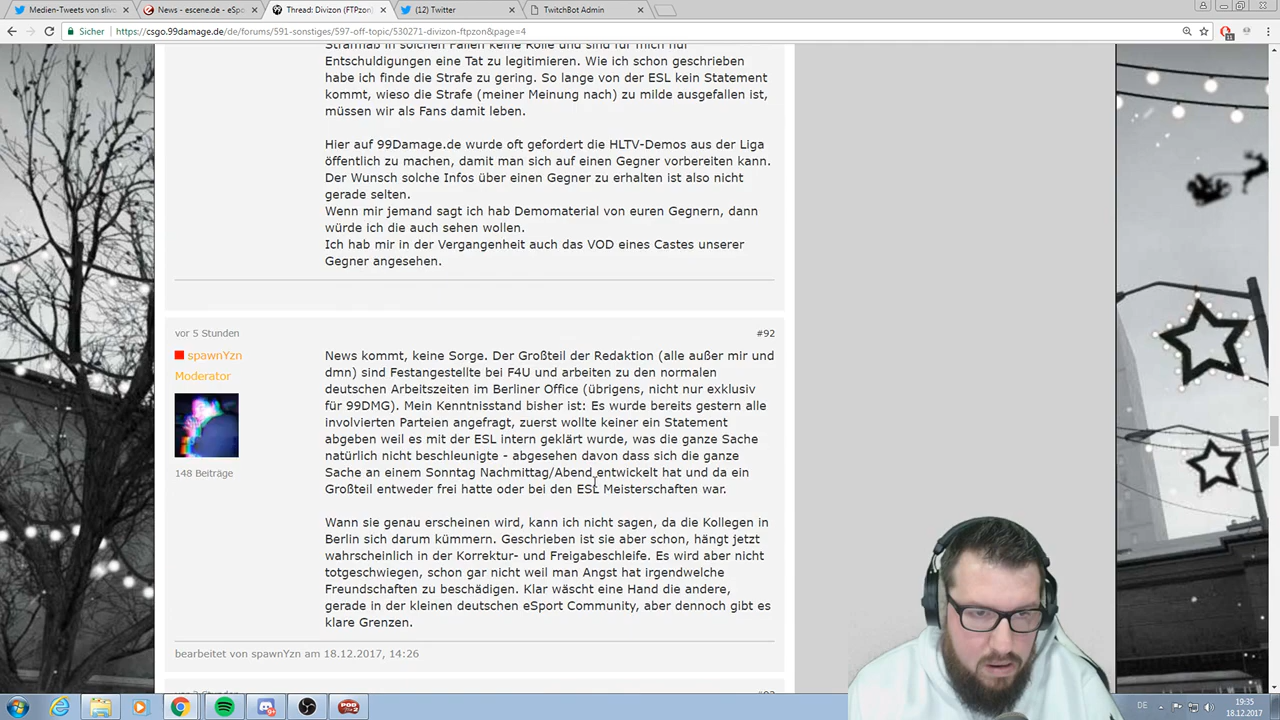 Medien-Tweets von slivo
News - escene.de - eSpo
Thread: Divizon (FTPzon
(12) Twitter
TwitchBot Admin
Sicher
https://csgo.99damage.de/de/forums/591-sonstiges/597-off-topic/530271-divizon-ftpzon&page=4
11
Strafmaß in solchen Fällen keine Rolle und sind für mich nur
Entschuldigungen eine Tat zu legitimieren. Wie ich schon geschrieben
habe ich finde die Strafe zu gering. So lange von der ESL kein Statement
kommt, wieso die Strafe (meiner Meinung nach) zu milde ausgefallen ist,
müssen wir als Fans damit leben.
Hier auf 99Damage.de wurde oft gefordert die HLTV-Demos aus der Liga
öffentlich zu machen, damit man sich auf einen Gegner vorbereiten kann.
Der Wunsch solche Infos über einen Gegner zu erhalten ist also nicht
gerade selten.
Wenn mir jemand sagt ich hab Demomaterial von euren Gegnern, dann
würde ich die auch sehen wollen.
Ich hab mir in der Vergangenheit auch das VOD eines Castes unserer
Gegner angesehen.
vor 5 Stunden
#92
spawnYzn
Moderator
148 Beiträge
News kommt, keine Sorge. Der Großteil der Redaktion (alle außer mir und
dmn) sind Festangestellte bei F4U und arbeiten zu den normalen
deutschen Arbeitszeiten im Berliner Office (übrigens, nicht nur exklusiv
für 99DMG). Mein Kenntnisstand bisher ist: Es wurde bereits gestern alle
involvierten Parteien angefragt, zuerst wollte keiner ein Statement
abgeben weil es mit der ESL intern geklärt wurde, was die ganze Sache
natürlich nicht beschleunigte - abgesehen davon dass sich die ganze
Sache an einem Sonntag Nachmittag/Abend entwickelt hat und da ein
Großteil entweder frei hatte oder bei den ESL Meisterschaften war.
Wann sie genau erscheinen wird, kann ich nicht sagen, da die Kollegen in
Berlin sich darum kümmern. Geschrieben ist sie aber schon, hängt jetzt
wahrscheinlich in der Korrektur- und Freigabeschleife. Es wird aber nicht
totgeschwiegen, schon gar nicht weil man Angst hat irgendwelche
Freundschaften zu beschädigen. Klar wäscht eine Hand die andere,
gerade in der kleinen deutschen eSport Community, aber dennoch gibt es
klare Grenzen.
bearbeitet von spawnYzn am 18.12.2017, 14:26
DE
19:35
18.12.2017